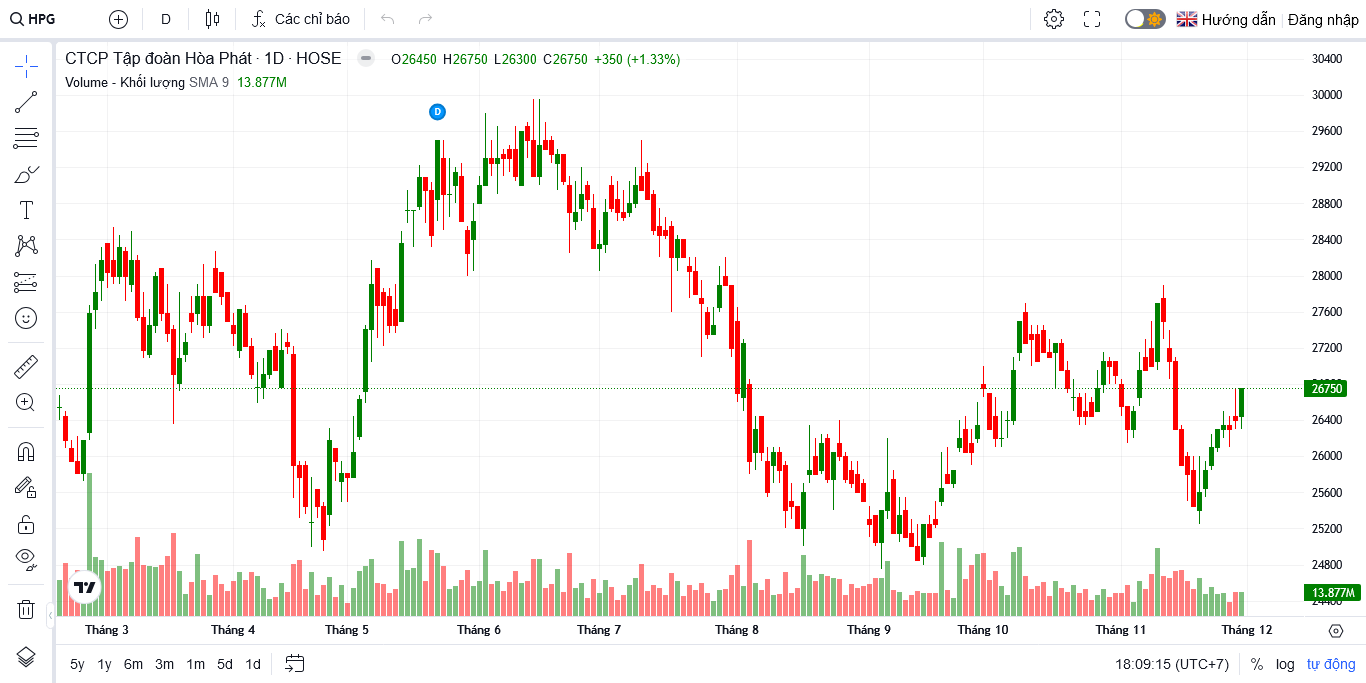 HPG D Các chỉ báo Hướng dẫn Đăng nhập
CTCP Tập đoàn Hòa Phát · 1D · HOSE O26450 H26750 L26300 C26750 +350 (+1.33%)
Volume - Khối lượng SMA 9 13.877M
D
T
30400
30000
29600
29200
28800
28400
28000
27600
27200
26750
26400
26000
25600
25200
24800
13.877M
24400
Tháng 3 Tháng 4 Tháng 5 Tháng 6 Tháng 7 Tháng 8 Tháng 9 Tháng 10 Tháng 11 Tháng 12
5y 1y 6m 3m 1m 5d 1d 18:09:15 (UTC+7) % log tự động